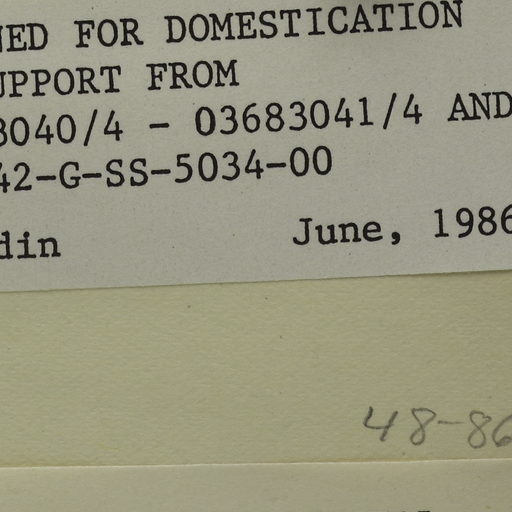 NED FOR DOMESTICATION
UPPORT FROM
3040/4 - 03683041/4 AND
42-G-SS-5034-00
din June, 1986
48-86